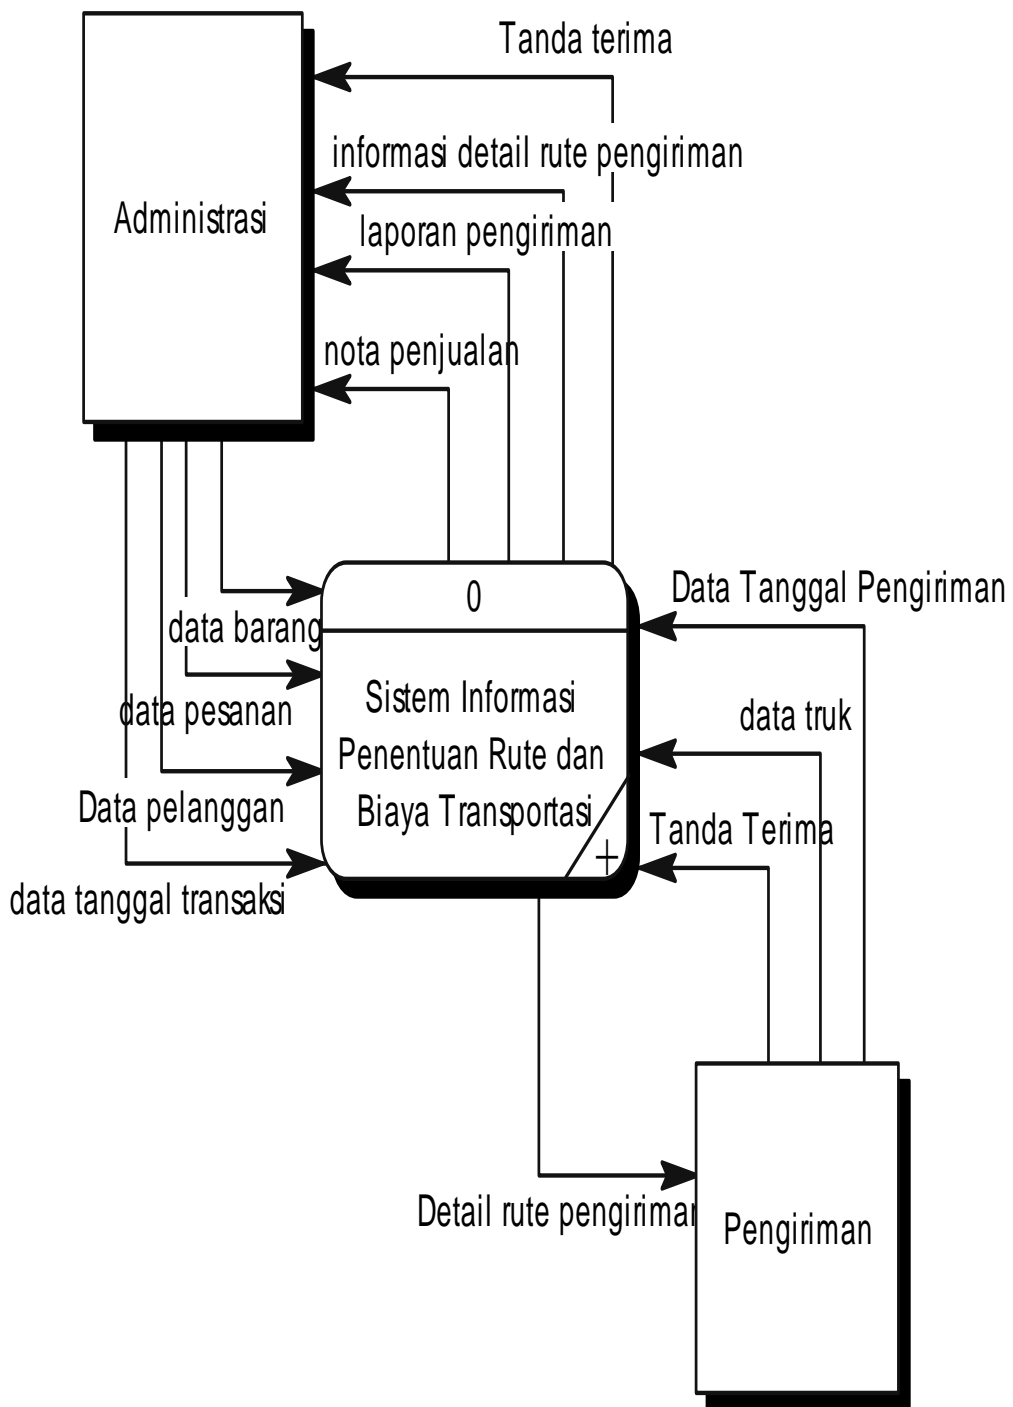 Tanda terima
informasi detail rute pengiriman
Administrasi
laporan pengiriman
nota penjualan
0
Data Tanggal Pengiriman
data barang
Sistem Informasi
Penentuan Rute dan
Biaya Transportasi
data pesanan
data truk
Data pelanggan
Tanda Terima
data tanggal transaksi
Detail rute pengiriman
Pengiriman